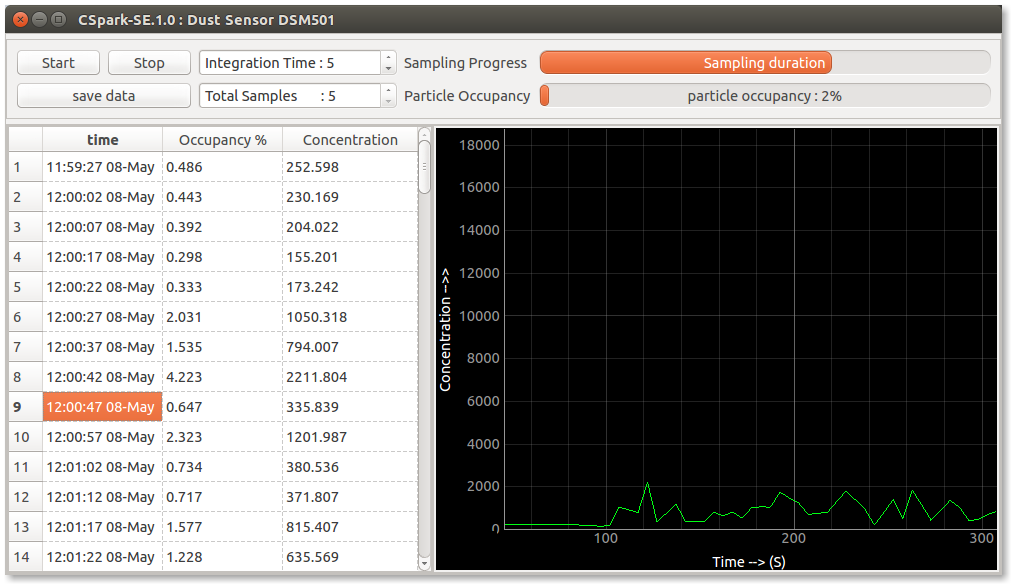 CSpark-SE.1.0 : Dust Sensor DSM501
Start Stop Integration Time : 5 Sampling Progress Sampling duration
save data Total Samples : 5 Particle Occupancy particle occupancy : 2%
time Occupancy % Concentration
1 11:59:27 08-May 0.486 252.598
2 12:00:02 08-May 0.443 230.169
3 12:00:07 08-May 0.392 204.022
4 12:00:17 08-May 0.298 155.201
5 12:00:22 08-May 0.333 173.242
6 12:00:27 08-May 2.031 1050.318
7 12:00:37 08-May 1.535 794.007
8 12:00:42 08-May 4.223 2211.804
9 12:00:47 08-May 0.647 335.839
10 12:00:57 08-May 2.323 1201.987
11 12:01:02 08-May 0.734 380.536
12 12:01:12 08-May 0.717 371.807
13 12:01:17 08-May 1.577 815.407
14 12:01:22 08-May 1.228 635.569
Concentration -->>
18000
16000
14000
12000
10000
8000
6000
4000
2000
0
100 200 300
Time --> (S)